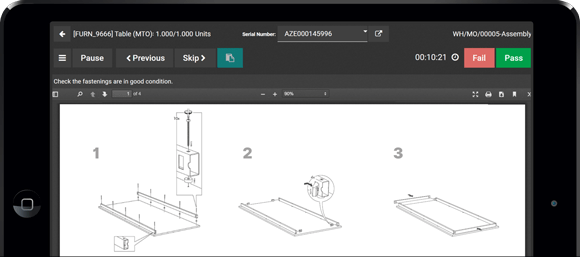 [FURN_9666] Table (MTO): 1.000/1.000 Units Serial Number: AZE000145996 WH/MO/00005-Assembly
Pause Previous Skip 00:10:21 Fail Pass
Check the fastenings are in good condition.
1 of 4 90%
1 2 3